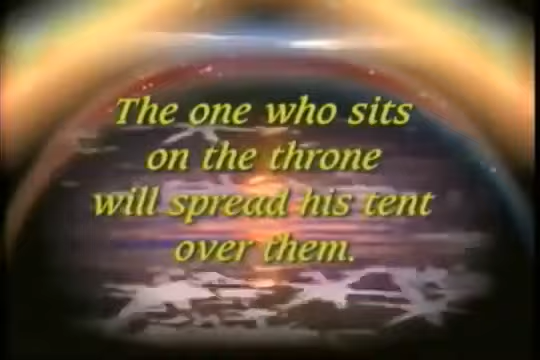 The one who sits
on the throne
will spread his tent
over them.